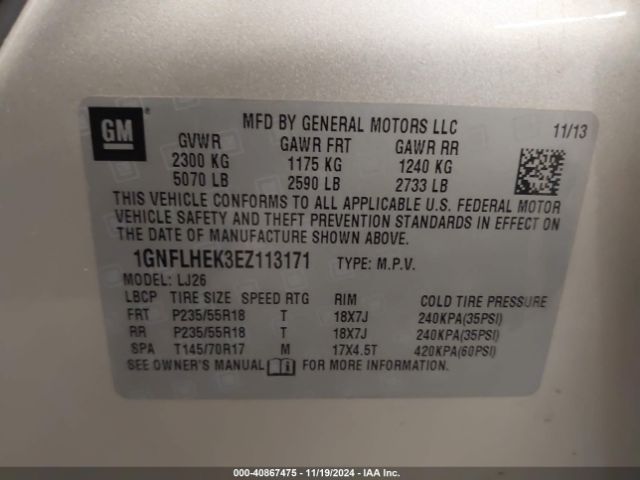 GM
MFD BY GENERAL MOTORS LLC 11/13
GVWR GAWR FRT GAWR RR
2300 KG 1175 KG 1240 KG
5070 LB 2590 LB 2733 LB
THIS VEHICLE CONFORMS TO ALL APPLICABLE U.S. FEDERAL MOTOR
VEHICLE SAFETY AND THEFT PREVENTION STANDARDS IN EFFECT ON
THE DATE OF MANUFACTURE SHOWN ABOVE.
1GNFLHEK3EZ113171 TYPE: M.P.V.
MODEL: LJ26
LBCP TIRE SIZE SPEED RTG RIM COLD TIRE PRESSURE
FRT P235/55R18 T 18X7J 240KPA(35PSI)
RR P235/55R18 T 18X7J 240KPA(35PSI)
SPA T145/70R17 M 17X4.5T 420KPA(60PSI)
SEE OWNER'S MANUAL FOR MORE INFORMATION.
000-40867475 - 11/19/2024 - IAA Inc.